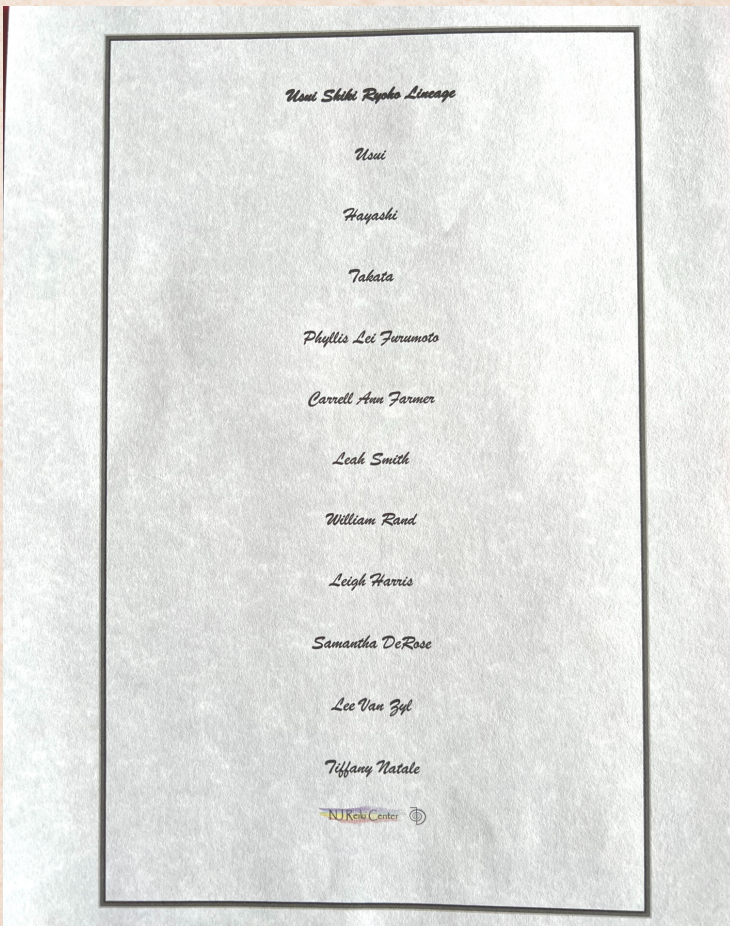 Usui Shiki Ryoho Lineage
Usui
Hayashi
Takata
Phyllis Lei Furumoto
Carrell Ann Farmer
Leah Smith
William Rand
Leigh Harris
Samantha DeRose
Lee Van Zyl
Tiffany Natale
NJ Reiki Center